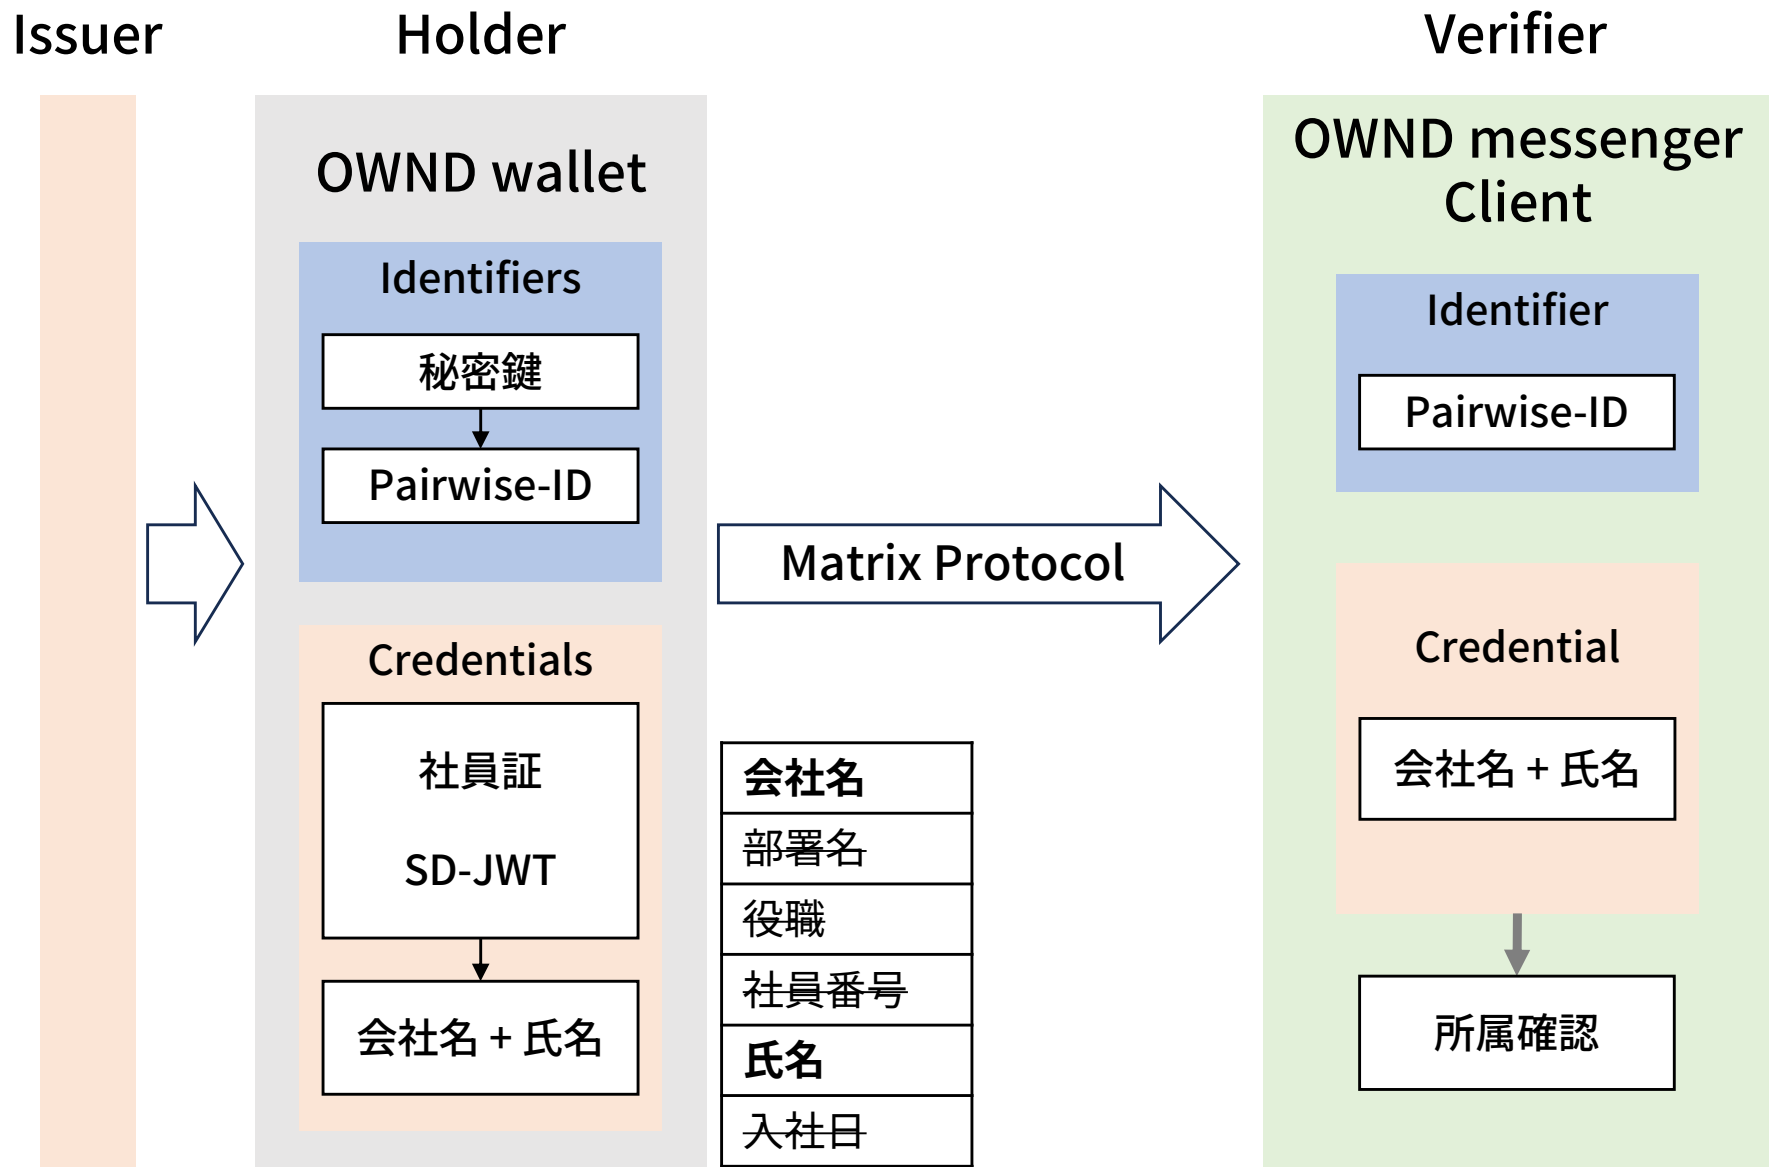 Issuer
Holder
Verifier
OWND wallet
Identifiers
秘密鍵
Pairwise-ID
Credentials
社員証
SD-JWT
会社名 + 氏名
Matrix Protocol
会社名
部署名
役職
社員番号
氏名
入社日
OWND messenger
Client
Identifier
Pairwise-ID
Credential
会社名 + 氏名
所属確認